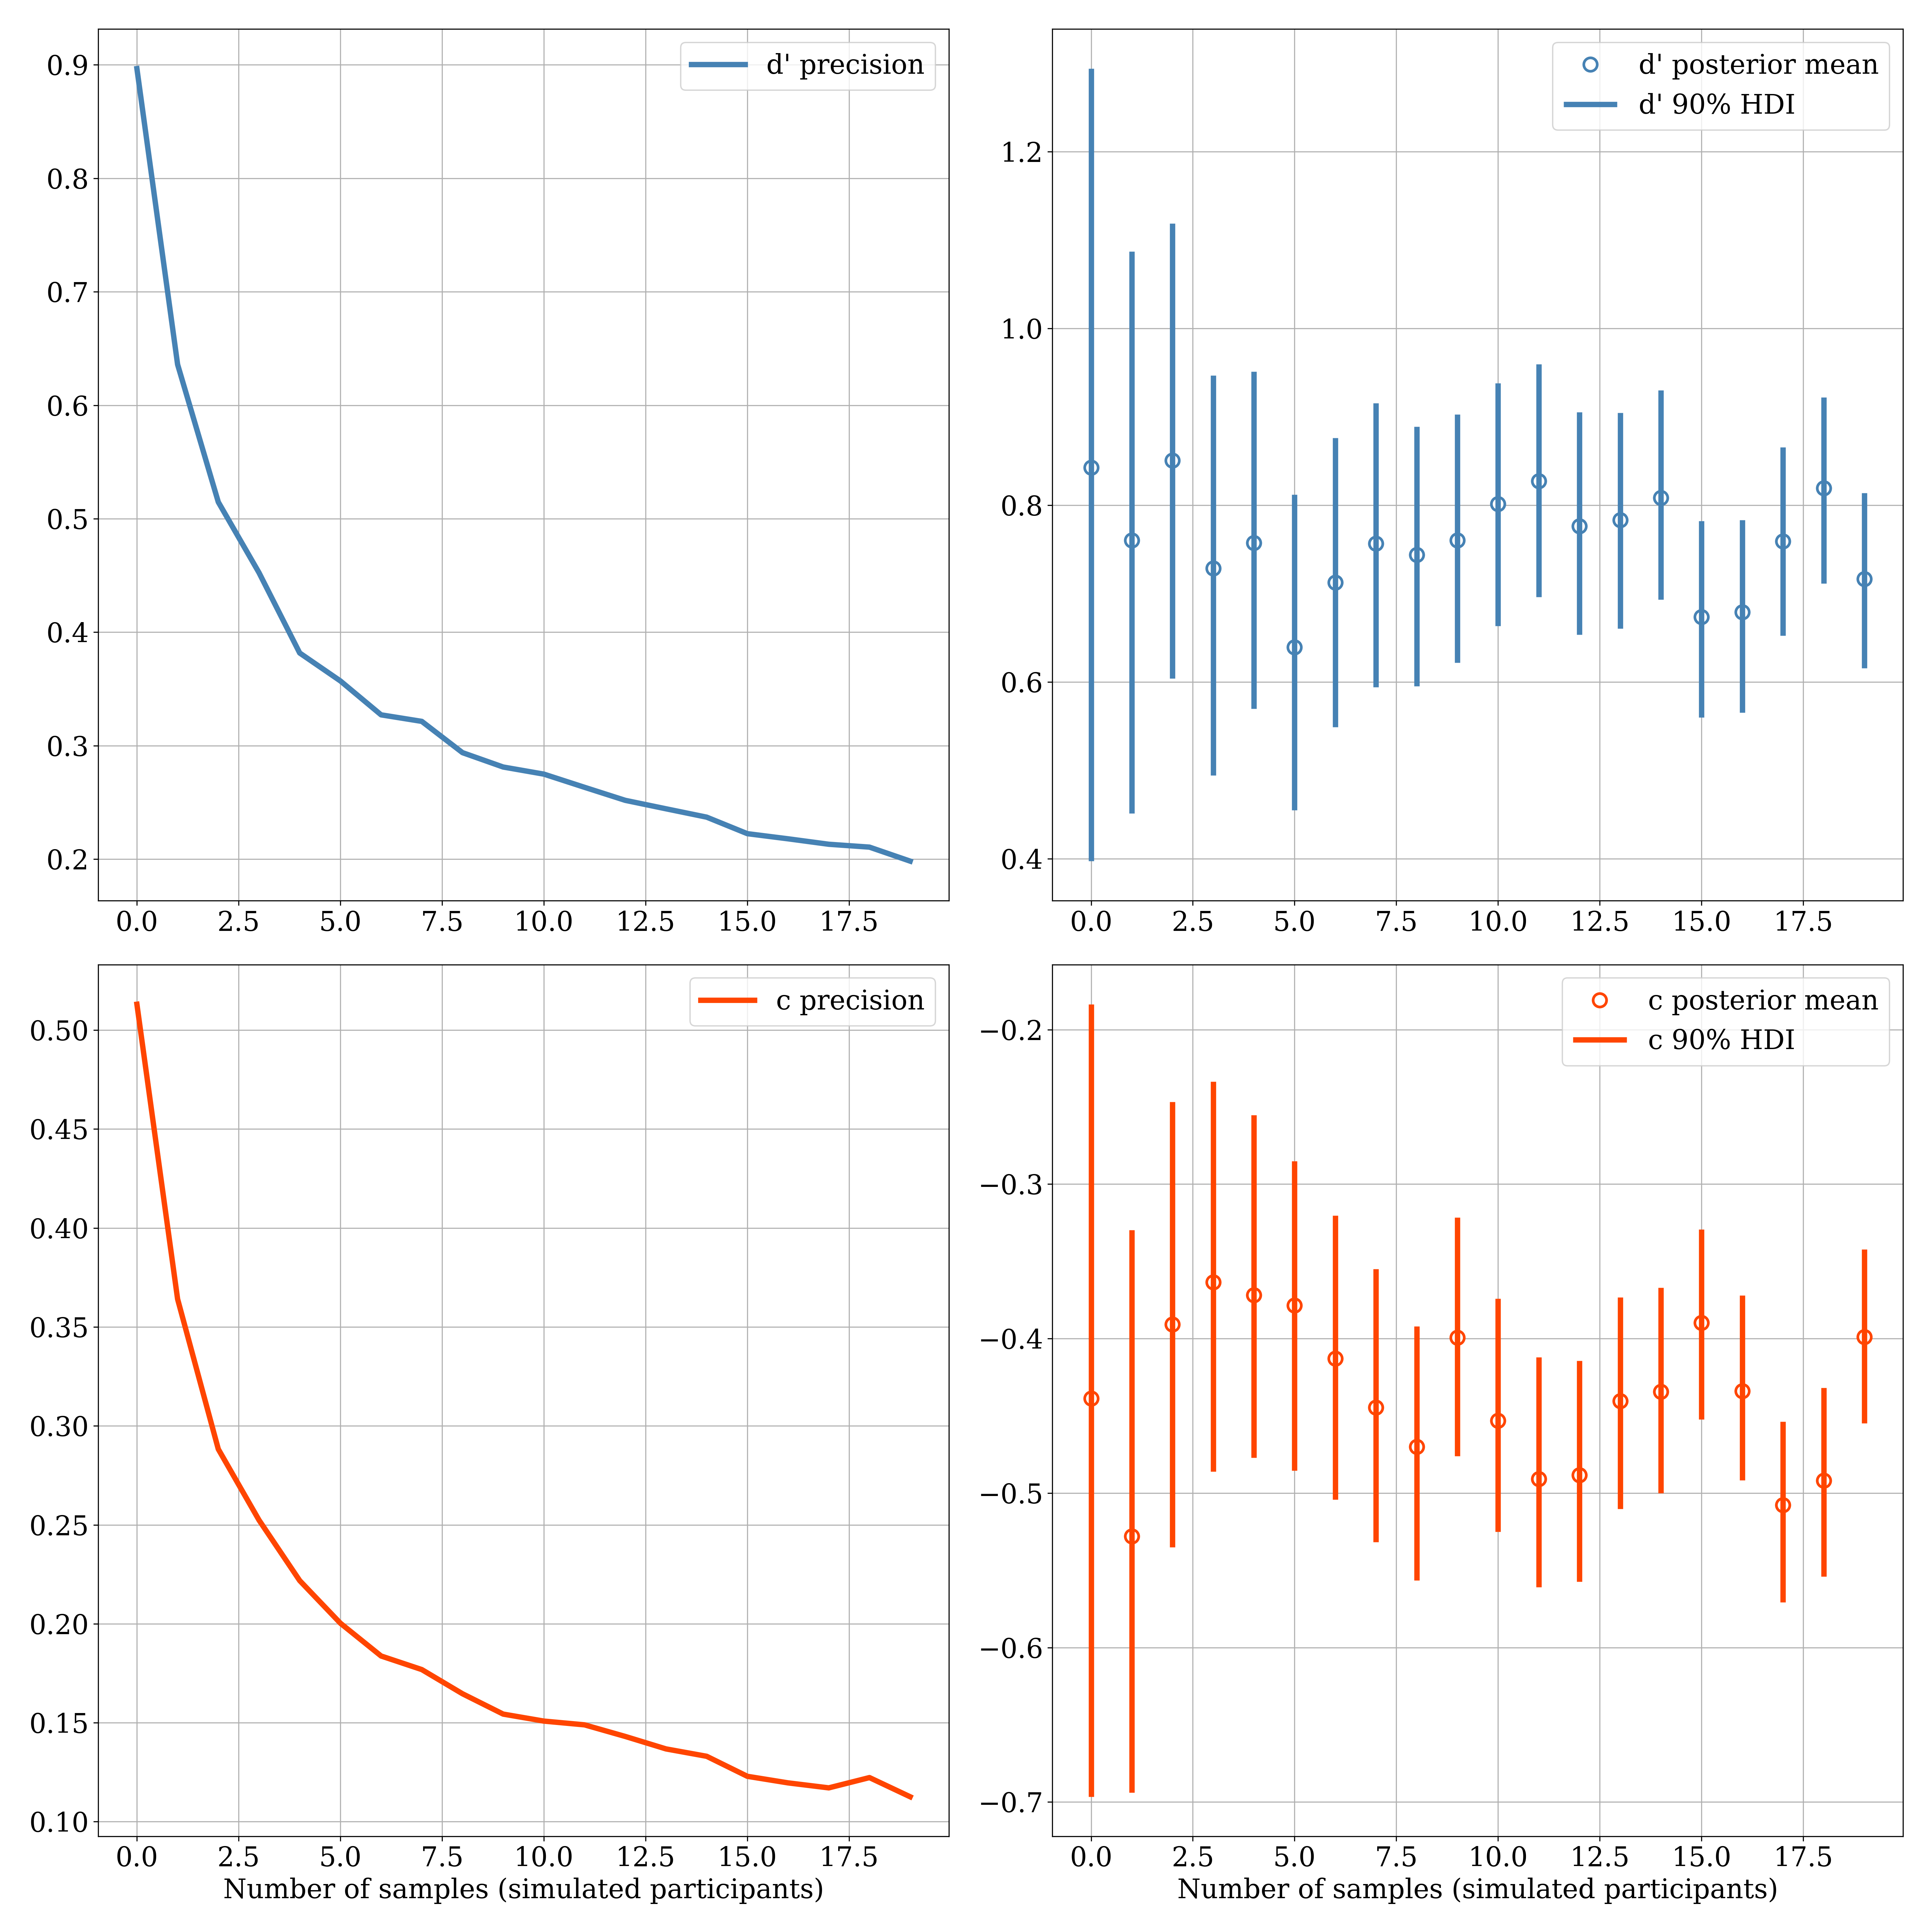 d' precision
0.9
0.8
0.7
0.6
0.5
0.4
0.3
0.2
0.0 2.5 5.0 7.5 10.0 12.5 15.0 17.5
d' posterior mean
d' 90% HDI
1.2
1.0
0.8
0.6
0.4
0.0 2.5 5.0 7.5 10.0 12.5 15.0 17.5
c precision
0.50
0.45
0.40
0.35
0.30
0.25
0.20
0.15
0.10
0.0 2.5 5.0 7.5 10.0 12.5 15.0 17.5
Number of samples (simulated participants)
c posterior mean
c 90% HDI
−0.2
−0.3
−0.4
−0.5
−0.6
−0.7
0.0 2.5 5.0 7.5 10.0 12.5 15.0 17.5
Number of samples (simulated participants)